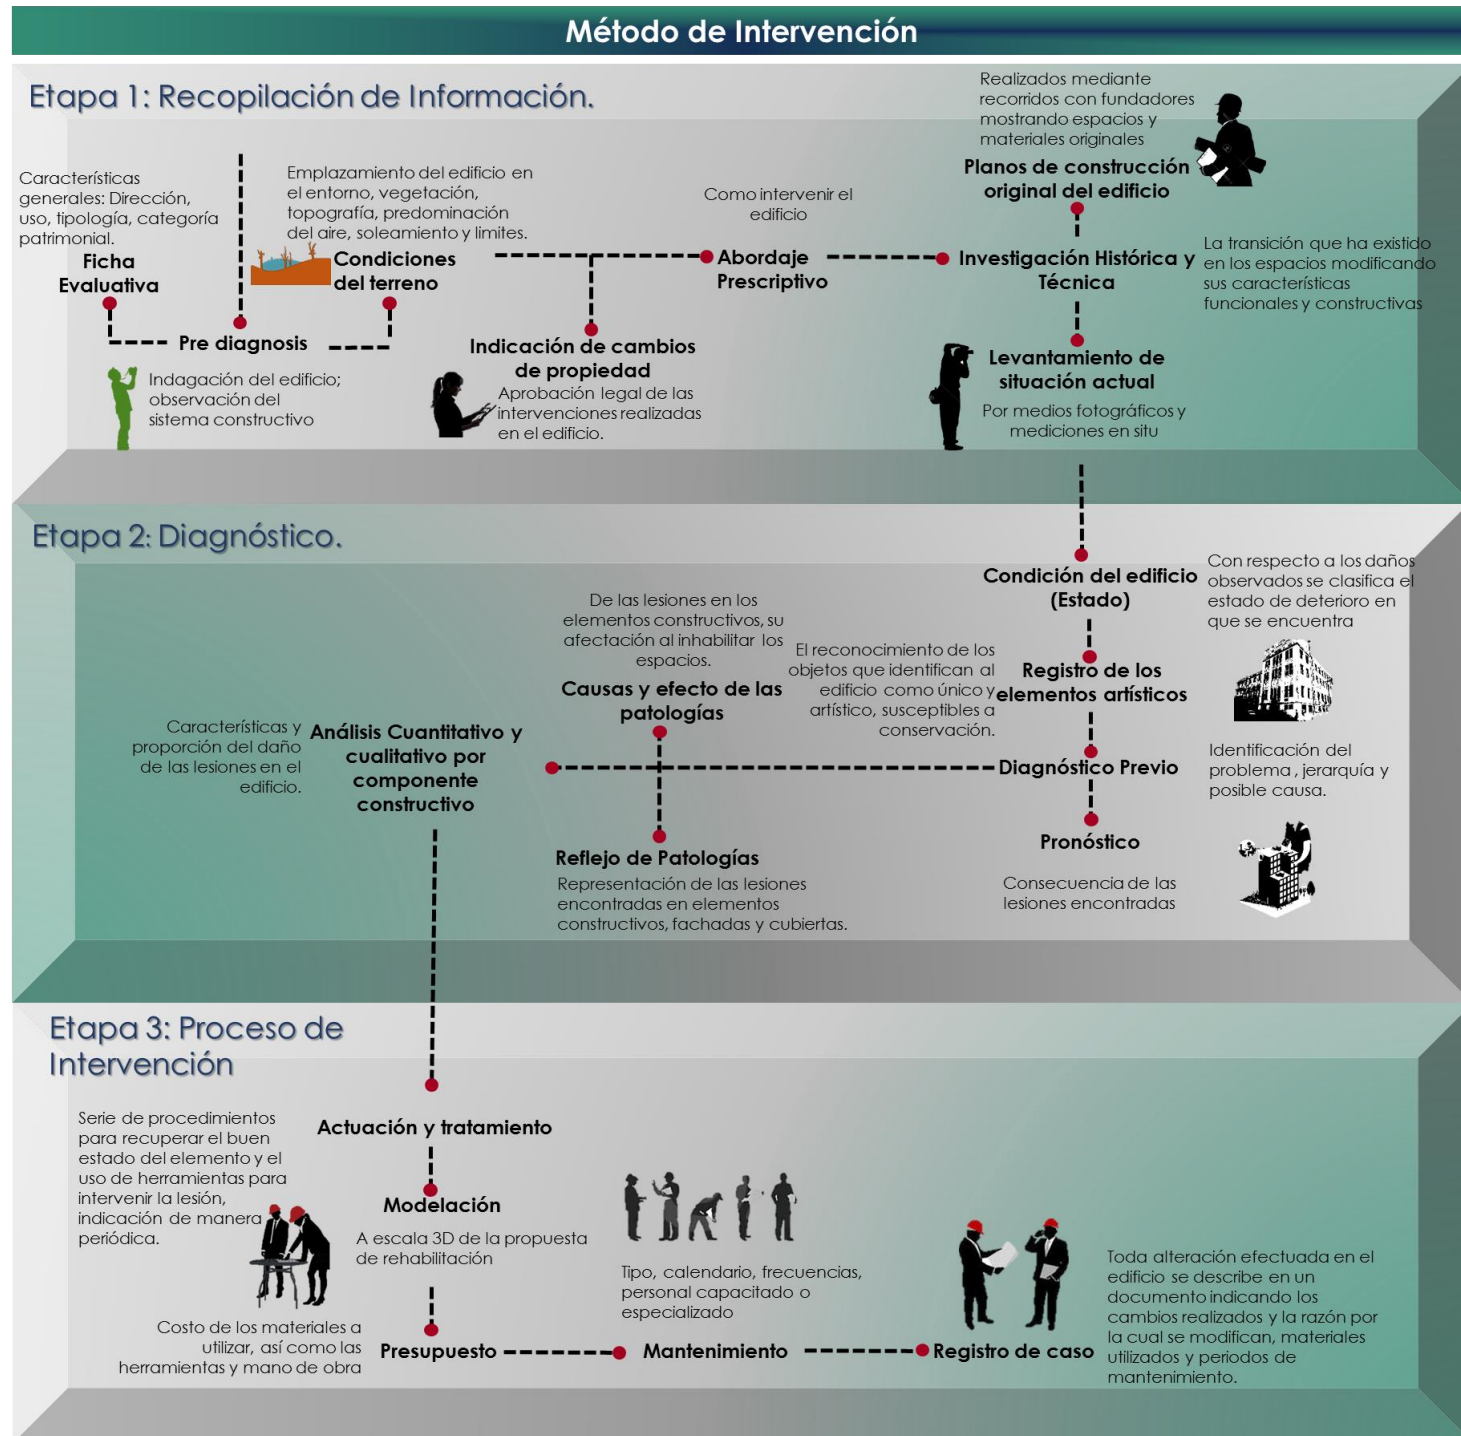 Método de Intervención
Etapa 1: Recopilación de Información.
Características
generales: Dirección,
uso, tipología, categoría
patrimonial.
Ficha
Evaluativa
Pre diagnosis
Indagación del edificio;
observación del
sistema constructivo
Emplazamiento del edificio en
el entorno, vegetación,
topografía, predominación
del aire, soleamiento y limites.
Condiciones
del terreno
Indicación de cambios
de propiedad
Aprobación legal de las
intervenciones realizadas
en el edificio.
Como intervenir el
edificio
Abordaje
Prescriptivo
Realizados mediante
recorridos con fundadores
mostrando espacios y
materiales originales
Planos de construcción
original del edificio
Investigación Histórica y
Técnica
La transición que ha existido
en los espacios modificando
sus características
funcionales y constructivas
Levantamiento de
situación actual
Por medios fotográficos y
mediciones en situ
Etapa 2: Diagnóstico.
Condición del edificio
(Estado)
Con respecto a los daños
observados se clasifica el
estado de deterioro en
que se encuentra
El reconocimiento de los
objetos que identifican al
edificio como único y
artístico, susceptibles a
conservación.
Registro de los
elementos artísticos
Diagnóstico Previo
Identificación del
problema , jerarquía y
posible causa.
Pronóstico
Consecuencia de las
lesiones encontradas
De las lesiones en los
elementos constructivos, su
afectación al inhabilitar los
espacios.
Causas y efecto de las
patologías
Reflejo de Patologías
Representación de las lesiones
encontradas en elementos
constructivos, fachadas y cubiertas.
Características y
proporción del daño
de las lesiones en el
edificio.
Análisis Cuantitativo y
cualitativo por
componente
constructivo
Etapa 3: Proceso de
Intervención
Serie de procedimientos
para recuperar el buen
estado del elemento y el
uso de herramientas para
intervenir la lesión,
indicación de manera
periódica.
Actuación y tratamiento
Modelación
A escala 3D de la propuesta
de rehabilitación
Costo de los materiales a
utilizar, así como las
herramientas y mano de obra
Presupuesto
Tipo, calendario, frecuencias,
personal capacitado o
especializado
Mantenimiento
Registro de caso
Toda alteración efectuada en el
edificio se describe en un
documento indicando los
cambios realizados y la razón por
la cual se modifican, materiales
utilizados y periodos de
mantenimiento.